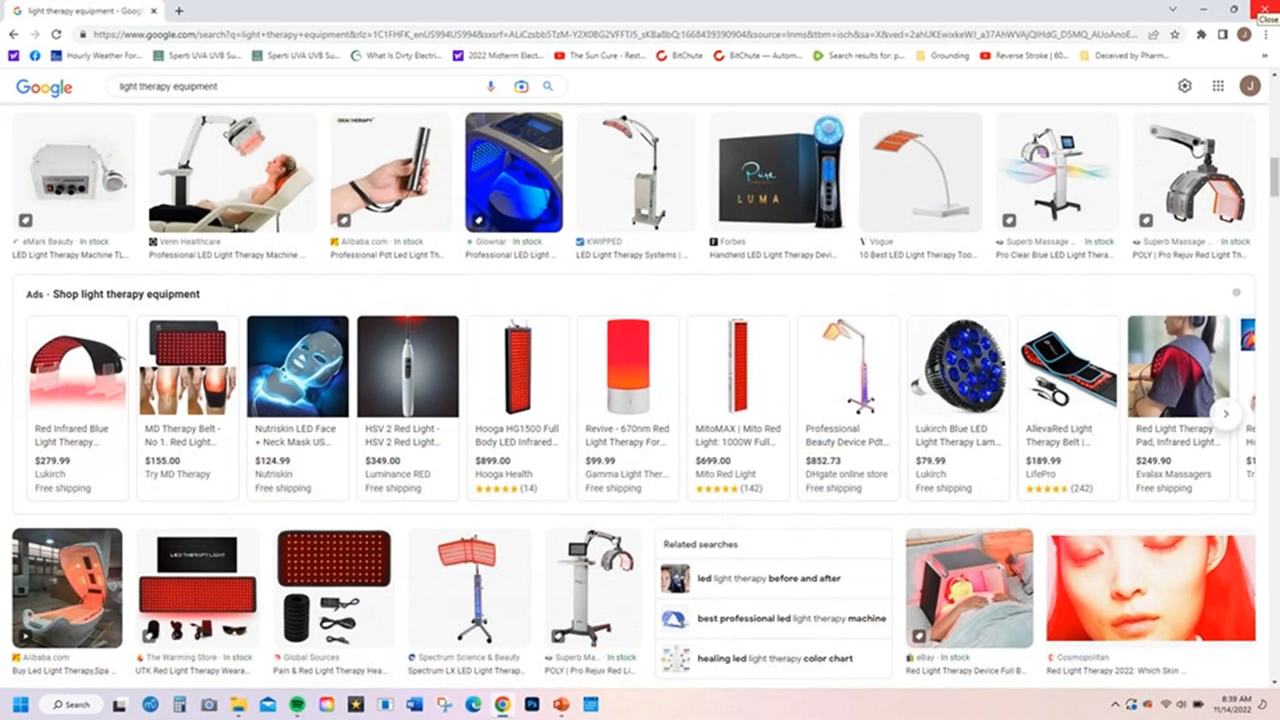 light therapy equipment - Googl
Close
Hourly Weather For...
Sperti UVA UVB Su...
Sperti UVA UVB Su...
What Is Dirty Electri...
2022 Midterm Elect...
The Sun Cure - Rest...
BitChute
BitChute — Autom...
Search results for: p...
Grounding
Reverse Stroke | 60...
Deceived by Pharm...
Google
light therapy equipment
J
IDEATHERAPY
Pure
LUMA
eMark Beauty · In stock
LED Light Therapy Machine TL...
Venn Healthcare
Professional LED Light Therapy Machine ...
Alibaba.com · In stock
Professional Pdt Led Light Th...
Glownar · In stock
Professional LED Light ...
KWIPPED
LED Light Therapy Systems | ...
Forbes
Handheld LED Light Therapy Devi...
Vogue
10 Best LED Light Therapy Too...
Superb Massage ... · In stock
Pro Clear Blue LED Light Thera...
Superb Massage ... · In stock
POLY | Pro Rejuv Red Light Th...
Ads · Shop light therapy equipment
Red Infrared Blue
Light Therapy...
$279.99
Lukirch
Free shipping
MD Therapy Belt -
No 1. Red Light...
$155.00
Try MD Therapy
Nutriskin LED Face
+ Neck Mask US...
$124.99
Nutriskin
Free shipping
HSV 2 Red Light -
HSV 2 Red Light...
$349.00
Luminance RED
Free shipping
Hooga HG1500 Full
Body LED Infrared...
$899.00
Hooga Health
(14)
Revive - 670nm Red
Light Therapy For...
$99.99
Gamma Light Ther...
Free shipping
MitoMAX | Mito Red
Light: 1000W Full...
$699.00
Mito Red Light
(142)
Professional
Beauty Device Pdt...
$852.73
DHgate online store
Free shipping
Lukirch Blue LED
Light Therapy Lam...
$79.99
Lukirch
Free shipping
AllevaRed Light
Therapy Belt |...
$189.99
LifePro
(242)
Red Light Therapy
Pad, Infrared Light...
$249.90
Evalax Massagers
Free shipping
LED THERAPY LIGHT
Alibaba.com
Buy Led Light Therapy,Spa ...
The Warming Store · In stock
UTK Red Light Therapy Weara...
Global Sources
Pain & Red Light Therapy Hea...
Spectrum Science & Beauty
Spectrum LX LED Light Therap...
Superb Ma... · In stock
POLY | Pro Rejuv Red Li...
Related searches
led light therapy before and after
best professional led light therapy machine
healing led light therapy color chart
eBay · In stock
Red Light Therapy Device Full B...
Cosmopolitan
Red Light Therapy 2022: Which Skin ...
Search
8:39 AM
11/14/2022